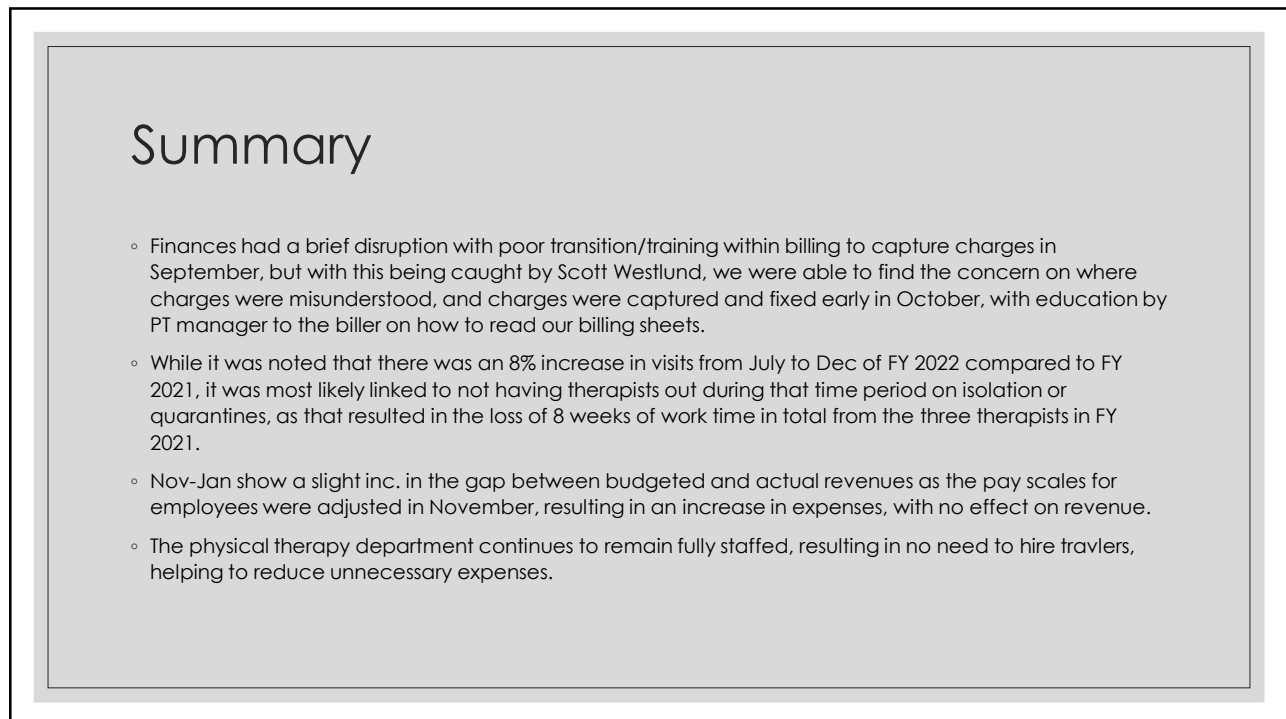 Summary
◦ Finances had a brief disruption with poor transition/training within billing to capture charges in
September, but with this being caught by Scott Westlund, we were able to find the concern on where
charges were misunderstood, and charges were captured and fixed early in October, with education by
PT manager to the biller on how to read our billing sheets.
◦ While it was noted that there was an 8% increase in visits from July to Dec of FY 2022 compared to FY
2021, it was most likely linked to not having therapists out during that time period on isolation or
quarantines, as that resulted in the loss of 8 weeks of work time in total from the three therapists in FY
2021.
◦ Nov-Jan show a slight inc. in the gap between budgeted and actual revenues as the pay scales for
employees were adjusted in November, resulting in an increase in expenses, with no effect on revenue.
◦ The physical therapy department continues to remain fully staffed, resulting in no need to hire travlers,
helping to reduce unnecessary expenses.